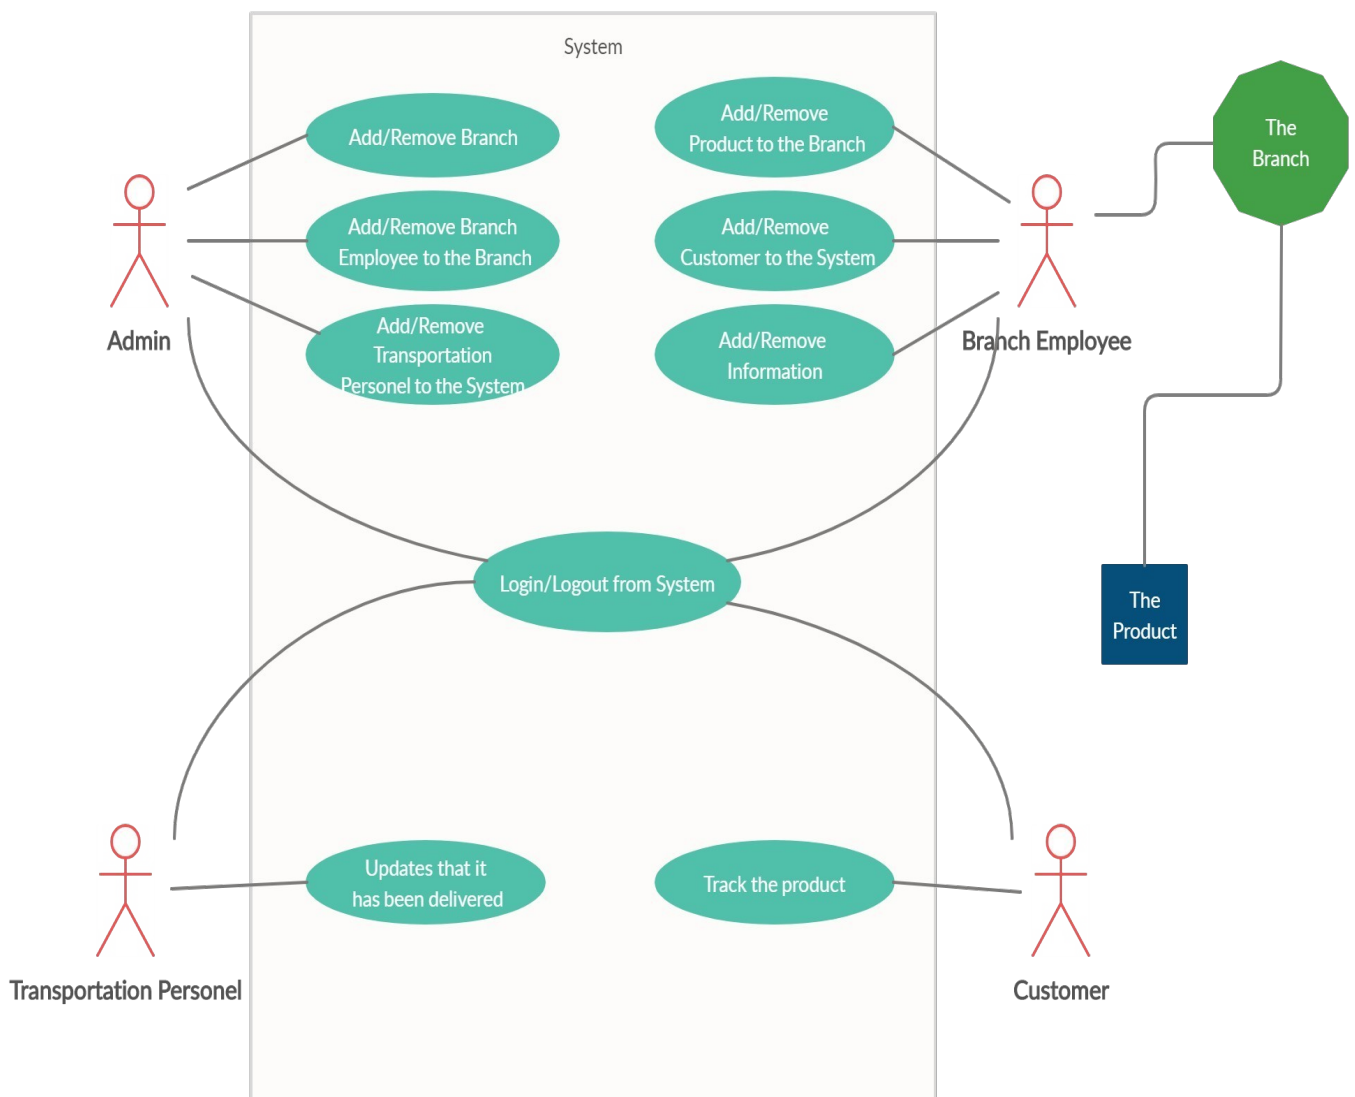 System
Add/Remove Branch
Add/Remove
Product to the Branch
The
Branch
Add/Remove Branch
Employee to the Branch
Add/Remove
Customer to the System
Admin
Add/Remove
Transportation
Personel to the System
Add/Remove
Information
Branch Employee
Login/Logout from System
The
Product
Updates that it
has been delivered
Track the product
Transportation Personel
Customer